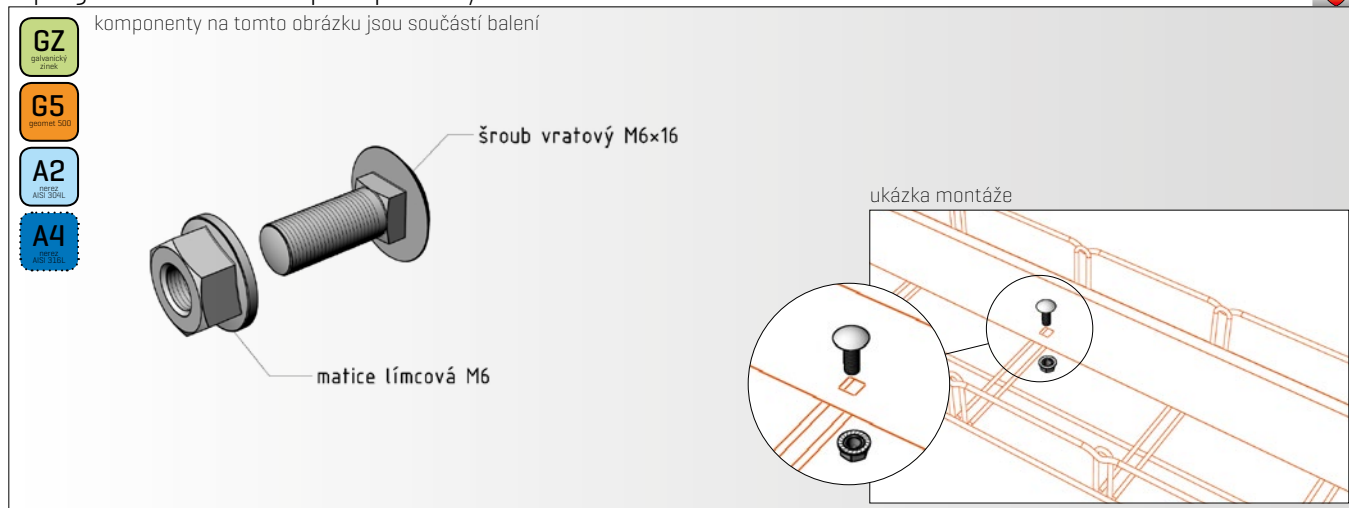 komponenty na tomto obrázku jsou součástí balení
GZ
galvanický
zinek
G5
geomet 500
A2
nerez
AISI 304L
A4
nerez
AISI 316L
šroub vratový M6×16
matice límcová M6
ukázka montáže